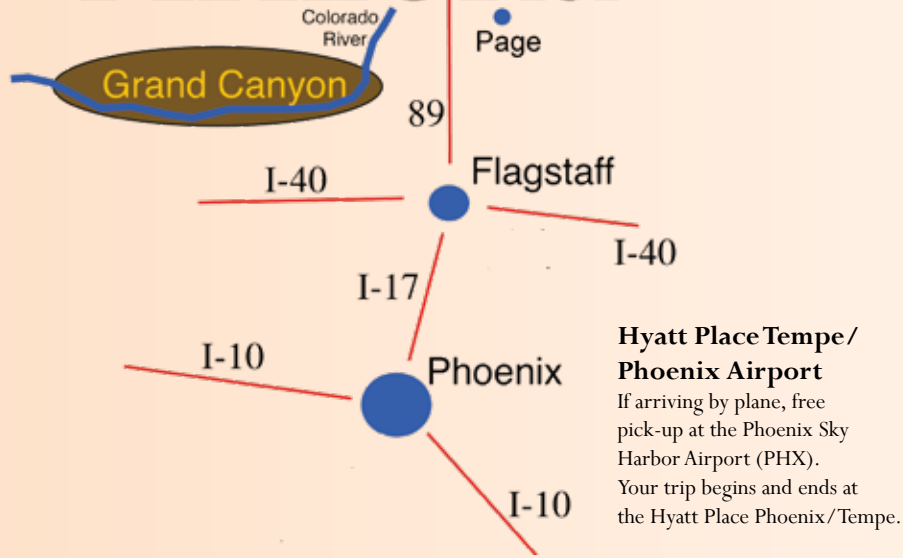 Colorado
River
Page
Grand Canyon
89
Flagstaff
I-40
I-40
I-17
I-10
Phoenix
I-10
Hyatt Place Tempe/
Phoenix Airport
If arriving by plane, free
pick-up at the Phoenix Sky
Harbor Airport (PHX).
Your trip begins and ends at
the Hyatt Place Phoenix/Tempe.